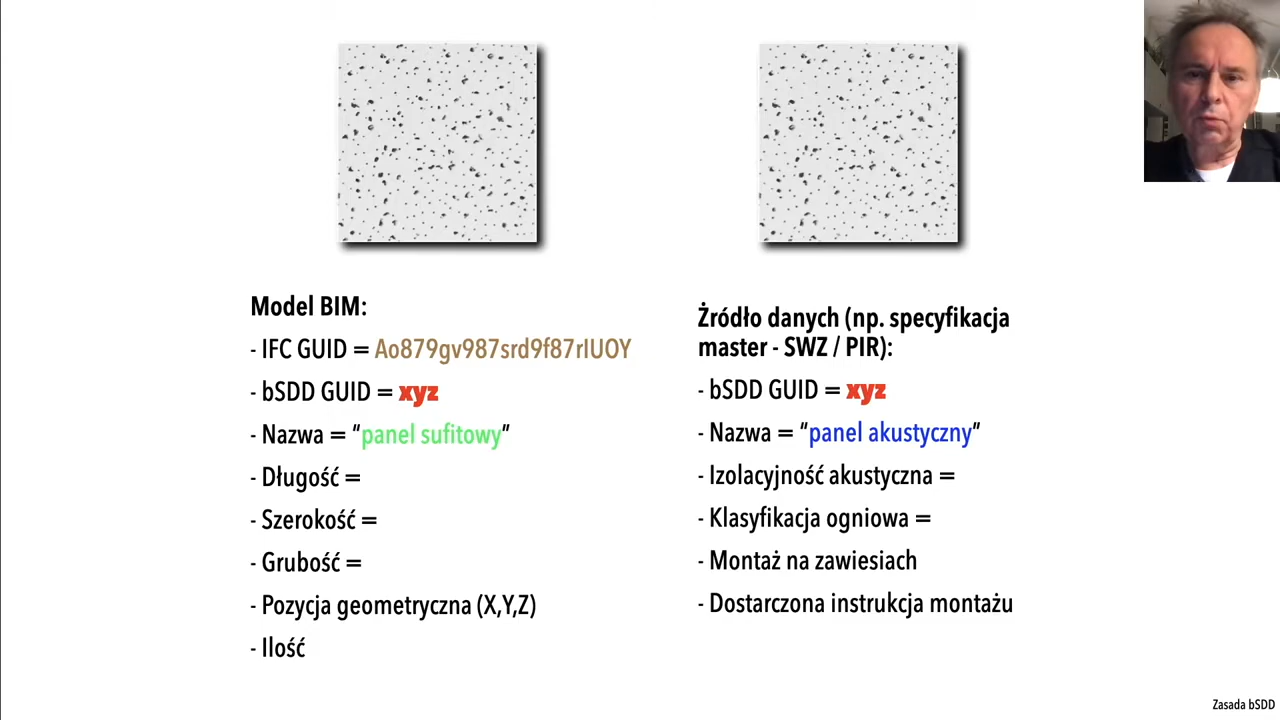 Model BIM:
- IFC GUID = Ao879gv987srd9f87rIUOY
- bSDD GUID = xyz
- Nazwa = “panel sufitowy”
- Długość =
- Szerokość =
- Grubość =
- Pozycja geometryczna (X,Y,Z)
- Ilość
Żródło danych (np. specyfikacja
master - SWZ / PIR):
- bSDD GUID = xyz
- Nazwa = “panel akustyczny”
- Izolacyjność akustyczna =
- Klasyfikacja ogniowa =
- Montaż na zawiesiach
- Dostarczona instrukcja montażu
Zasada bSDD